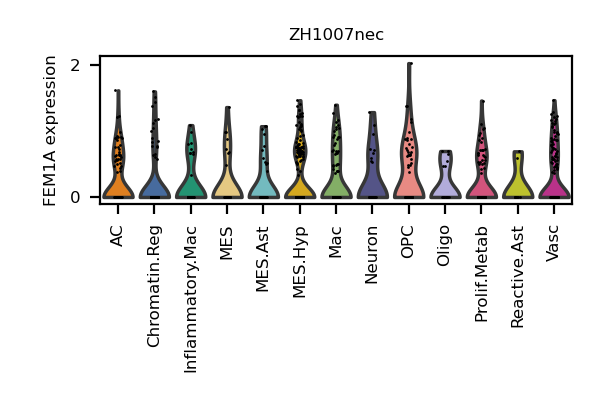 ZH1007nec
FEM1A expression
2
0
AC
Chromatin.Reg
Inflammatory.Mac
MES
MES.Ast
MES.Hyp
Mac
Neuron
OPC
Oligo
Prolif.Metab
Reactive.Ast
Vasc